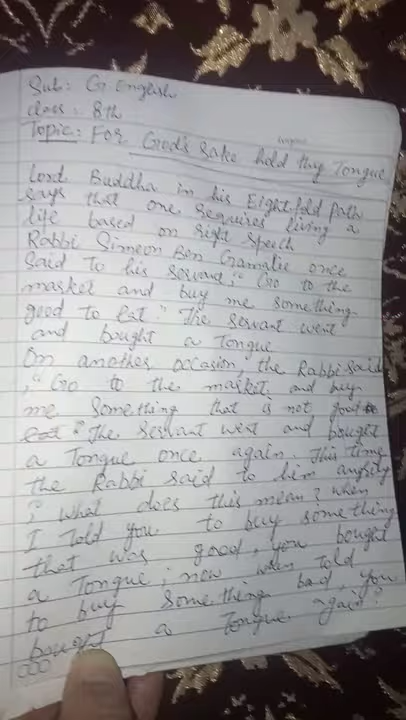 Sub: G. English
class: 8th
Topic: For God's sake hold thy Tongue
Lord Buddha in his Eightfold path
says that one requires living a
life based on right speech
Rabbi Simeon Ben Gamalie once
said to his servant, "Go to the
market and buy me something
good to eat." The servant went
and bought a Tongue
On another occasion, the Rabbi said
, "Go to the market and buy
me something that is not good to
eat." The servant went and bought
a Tongue once again. This time
the Rabbi said to him angrily
; What does this mean? when
I told you to buy something
that was good, you bought
a Tongue; now when told
to buy something bad, you
bought a Tongue again?